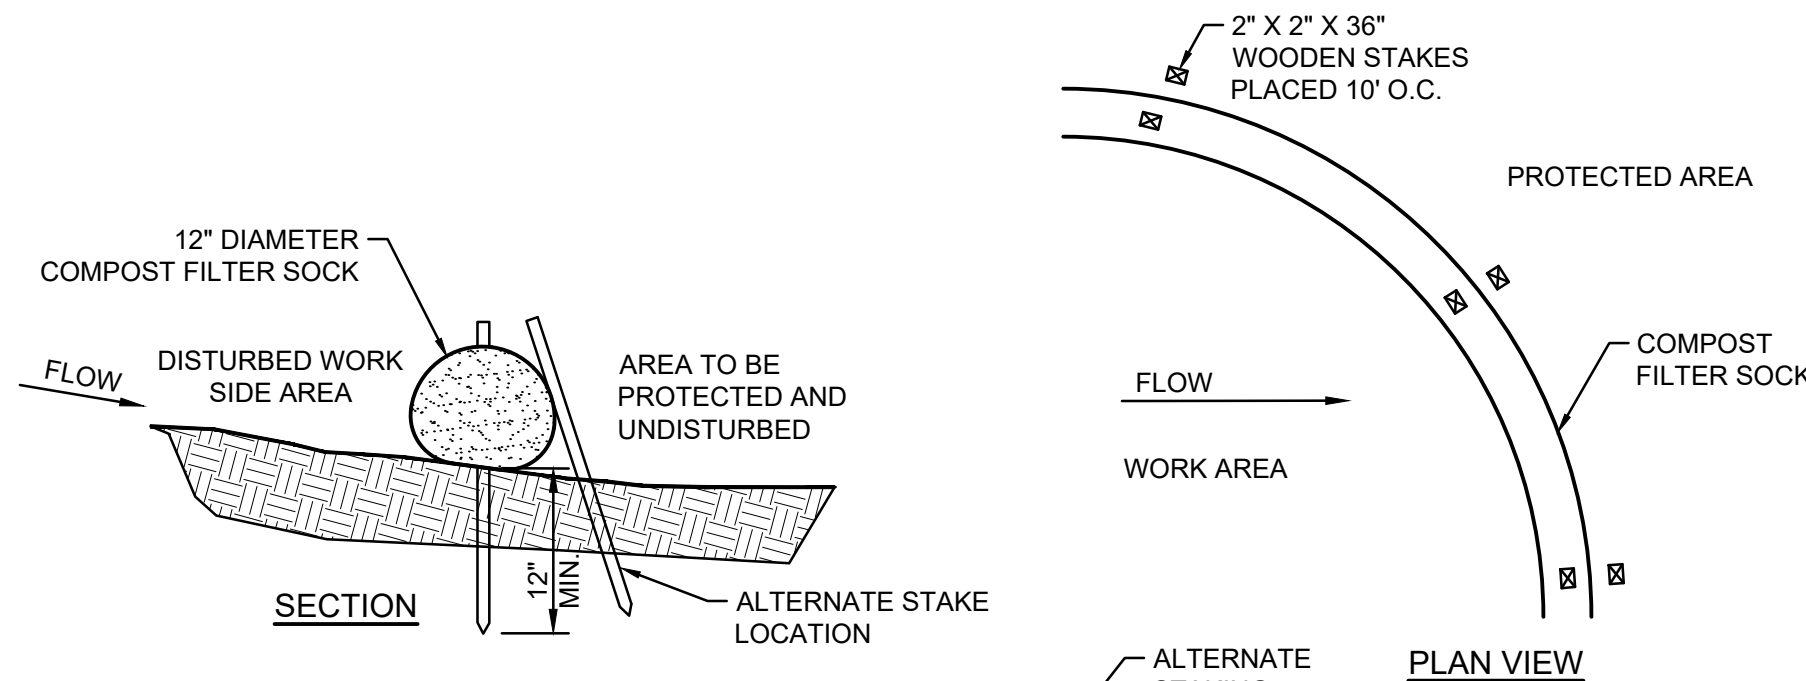 12" DIAMETER
COMPOST FILTER SOCK
FLOW
DISTURBED WORK
SIDE AREA
AREA TO BE
PROTECTED AND
UNDISTURBED
12"
MIN.
SECTION
ALTERNATE STAKE
LOCATION
2" X 2" X 36"
WOODEN STAKES
PLACED 10' O.C.
PROTECTED AREA
COMPOST
FILTER SOCK
FLOW
WORK AREA
ALTERNATE
PLAN VIEW